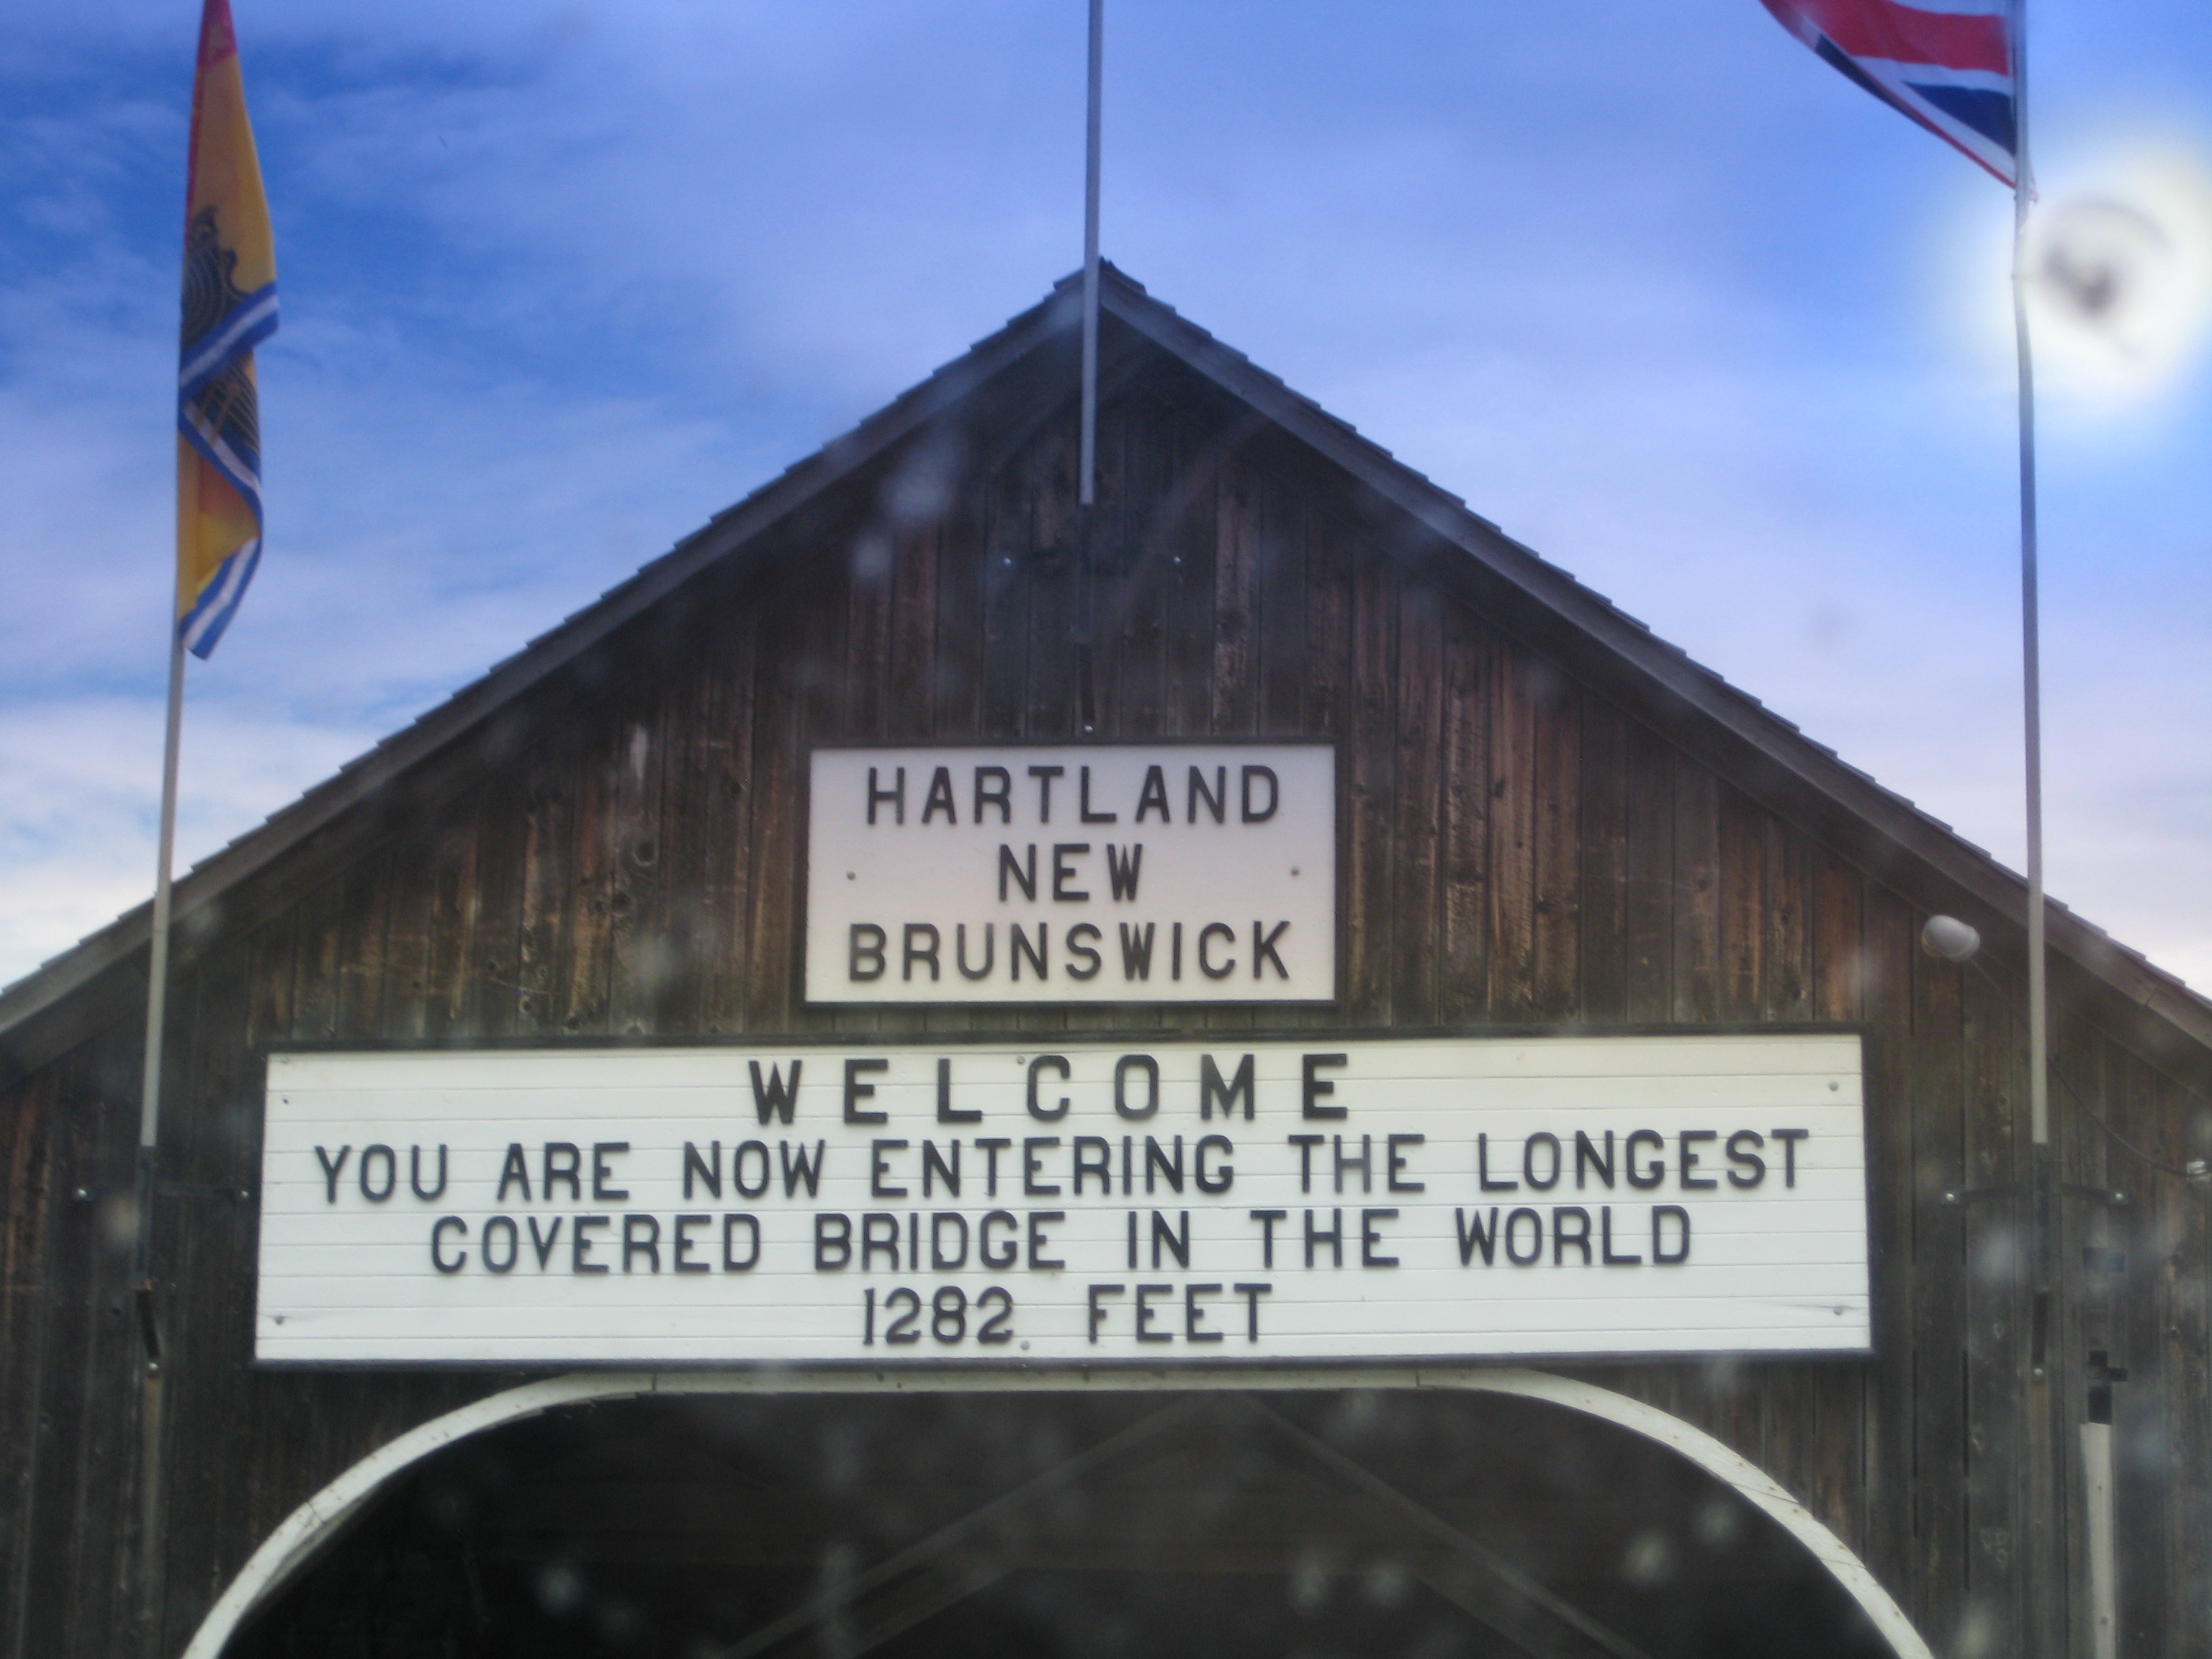 HARTLAND
NEW
BRUNSWICK
WELCOME
YOU ARE NOW ENTERING THE LONGEST
COVERED BRIDGE IN THE WORLD
1282 FEET